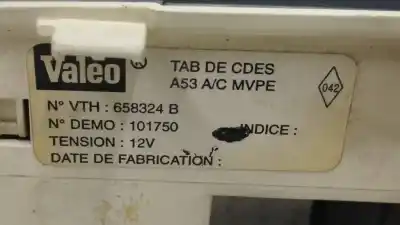 Valeo ®
TAB DE CDES
A53 A/C MVPE
042
N° VTH : 658324 B
N° DEMO : 101750
INDICE :
TENSION : 12V
DATE DE FABRICATION :